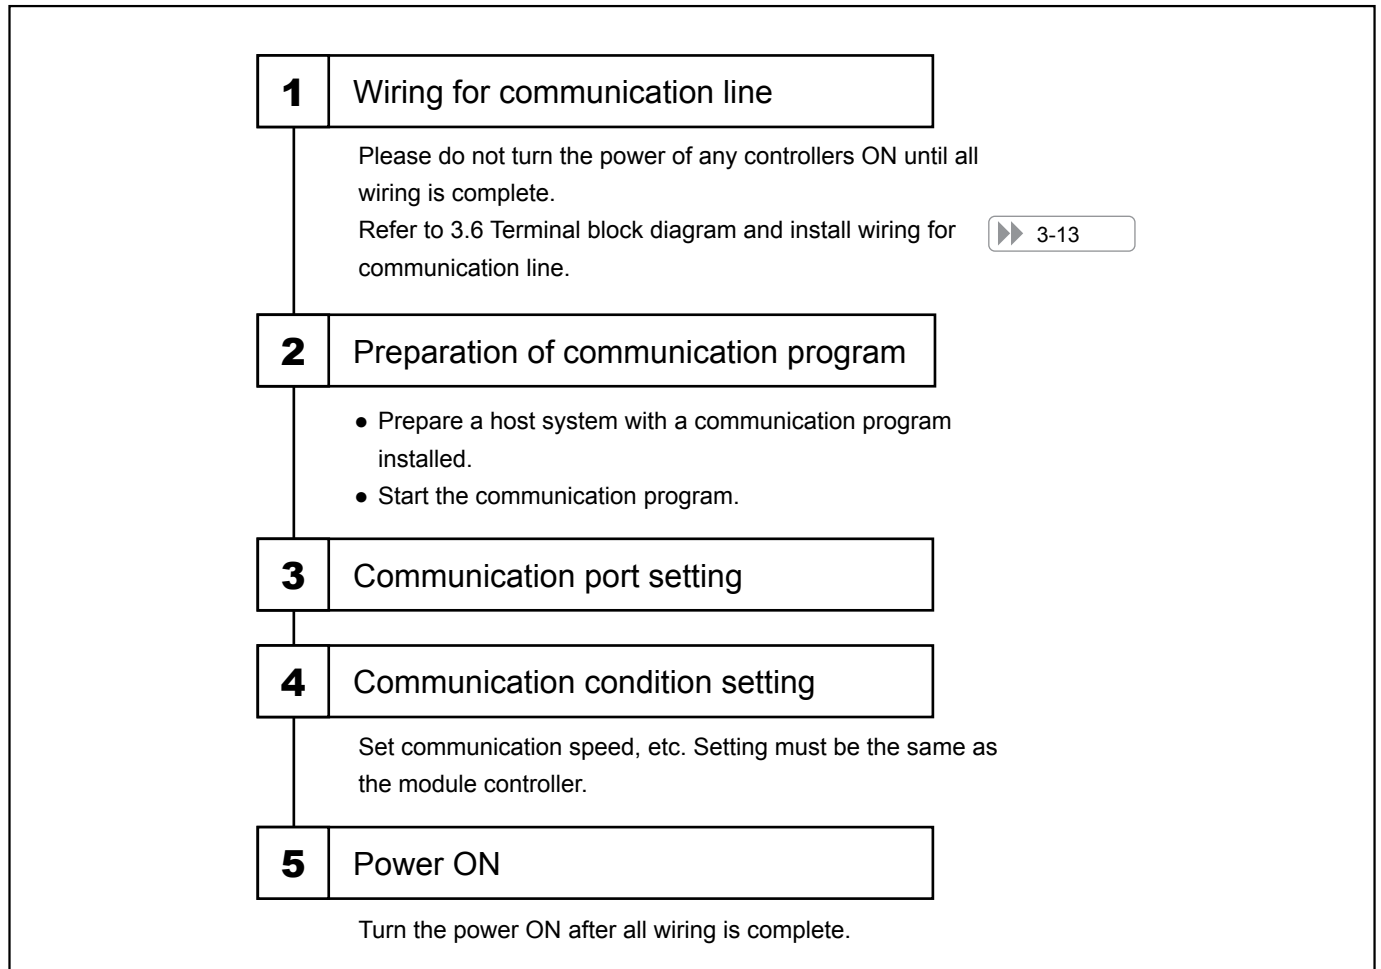 1 Wiring for communication line
Please do not turn the power of any controllers ON until all
wiring is complete.
Refer to 3.6 Terminal block diagram and install wiring for 3-13
communication line.
2 Preparation of communication program
● Prepare a host system with a communication program
installed.
● Start the communication program.
3 Communication port setting
4 Communication condition setting
Set communication speed, etc. Setting must be the same as
the module controller.
5 Power ON
Turn the power ON after all wiring is complete.